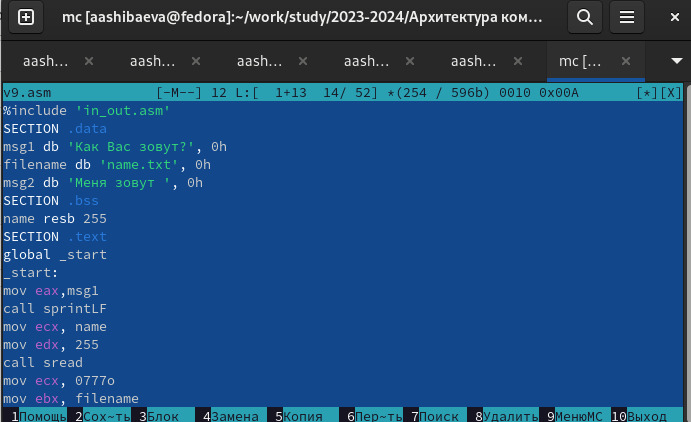 mc [aashibaeva@fedora]:~/work/study/2023-2024/Архитектура ком...
aash... × aash... × aash... × aash... × aash... × mc [... ×
v9.asm [-M--] 12 L:[ 1+13 14/ 52] *(254 / 596b) 0010 0x00A [*][X]
%include 'in_out.asm'
SECTION .data
msg1 db 'Как Вас зовут?', 0h
filename db 'name.txt', 0h
msg2 db 'Меня зовут ', 0h
SECTION .bss
name resb 255
SECTION .text
global _start
_start:
mov eax,msg1
call sprintLF
mov ecx, name
mov edx, 255
call sread
mov ecx, 0777o
mov ebx, filename
1Помощь 2Сох~ть 3Блок 4Замена 5Копия 6Пер~ть 7Поиск 8Удалить 9МенюМС 10Выход